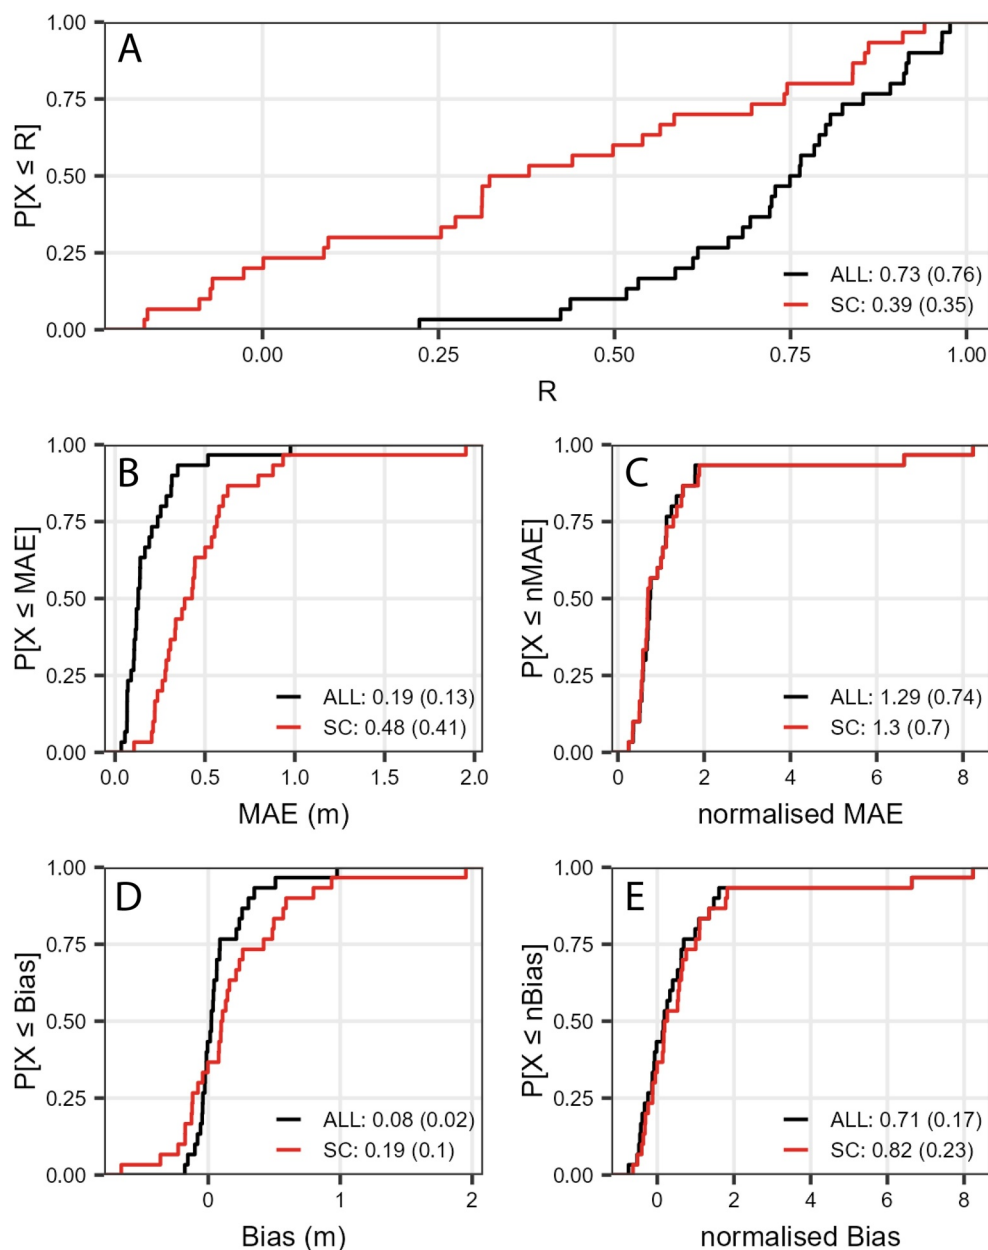 A
P[X ≤ R]
1.00
0.75
0.50
0.25
0.00
ALL: 0.73 (0.76)
SC: 0.39 (0.35)
0.00 0.25 0.50 0.75 1.00
R
B
P[X ≤ MAE]
1.00
0.75
0.50
0.25
0.00
ALL: 0.19 (0.13)
SC: 0.48 (0.41)
0.0 0.5 1.0 1.5 2.0
MAE (m)
C
P[X ≤ nMAE]
1.00
0.75
0.50
0.25
0.00
ALL: 1.29 (0.74)
SC: 1.3 (0.7)
0 2 4 6 8
normalised MAE
D
P[X ≤ Bias]
1.00
0.75
0.50
0.25
0.00
ALL: 0.08 (0.02)
SC: 0.19 (0.1)
0 1 2
Bias (m)
E
P[X ≤ nBias]
1.00
0.75
0.50
0.25
0.00
ALL: 0.71 (0.17)
SC: 0.82 (0.23)
0 2 4 6 8
normalised Bias